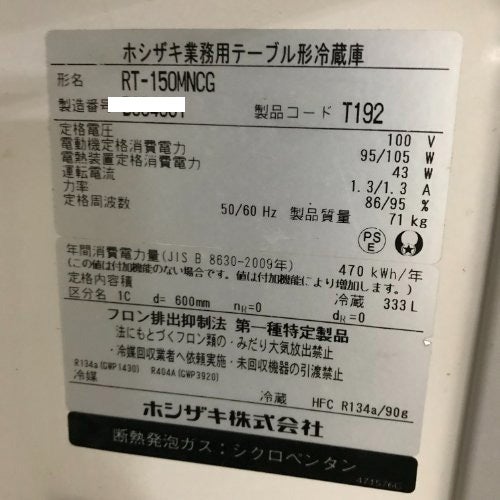 ホシザキ業務用テーブル形冷蔵庫
形名 RT-150MNCG
製造番号
製品コード T192
定格電圧 100 V
電動機定格消費電力 95/105 W
電熱装置定格消費電力 43 W
運転電流 1.3/1.3 A
力率 86/95 %
定格周波数 50/60 Hz 製品質量 71 kg
PS E
年間消費電力量(JIS B 8630-2009年) 470 kWh/年
(この値は付加機能のない場合です。値は付加機能により増加します。)
定格内容積 冷蔵 333 L
区分名 1C d= 600mm nR=0 dR=0
フロン排出抑制法 第一種特定製品
法にもとづくフロン類の・みだり大気放出禁止
・冷媒回収業者へ依頼実施・未回収機器の引渡禁止
R134a(GWP1430) R404A(GWP3920)
冷媒 冷蔵 HFC R134a/90g
ホシザキ株式会社
断熱発泡ガス:シクロペンタン